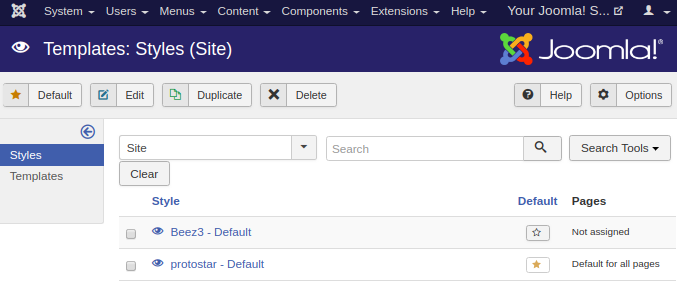 System Users Menus Content Components Extensions Help Your Joomla! S...
Templates: Styles (Site) Joomla!®
Default Edit Duplicate Delete Help Options
Styles
Templates
Site Search Search Tools
Clear
Style Default Pages
Beez3 - Default Not assigned
protostar - Default Default for all pages